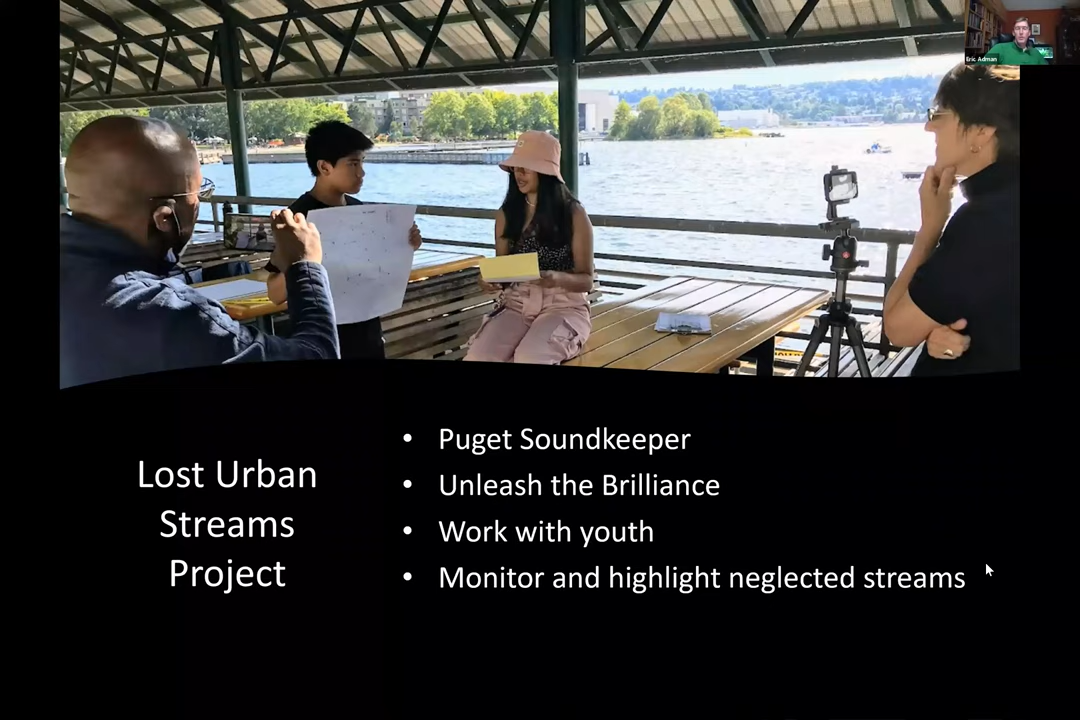 Eric Adman
Lost Urban
Streams
Project
• Puget Soundkeeper
• Unleash the Brilliance
• Work with youth
• Monitor and highlight neglected streams